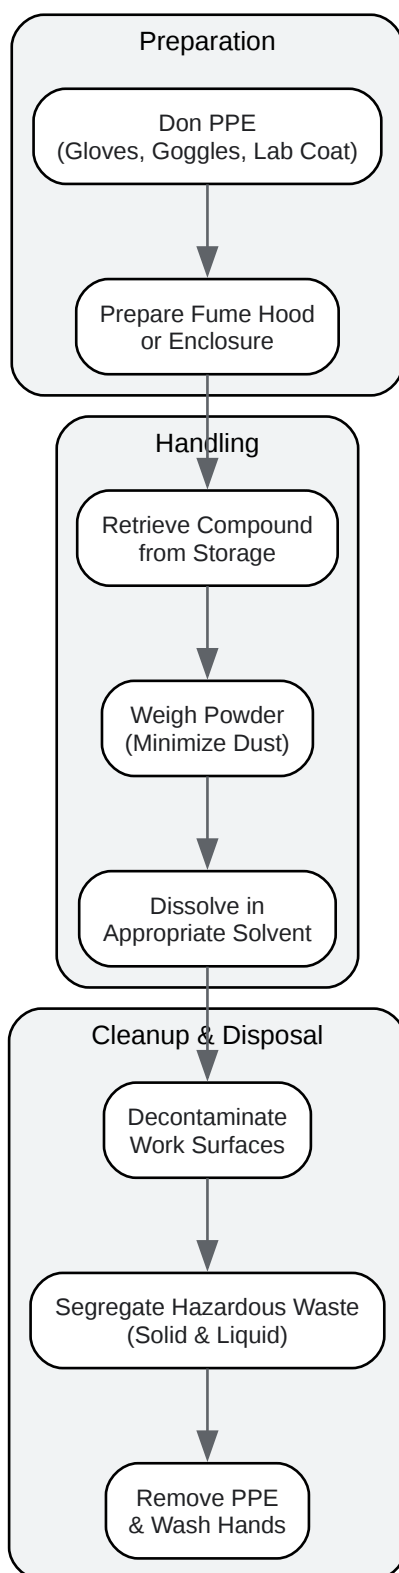 Preparation
Don PPE
(Gloves, Goggles, Lab Coat)
Prepare Fume Hood
or Enclosure
Handling
Retrieve Compound
from Storage
Weigh Powder
(Minimize Dust)
Dissolve in
Appropriate Solvent
Cleanup & Disposal
Decontaminate
Work Surfaces
Segregate Hazardous Waste
(Solid & Liquid)
Remove PPE
& Wash Hands